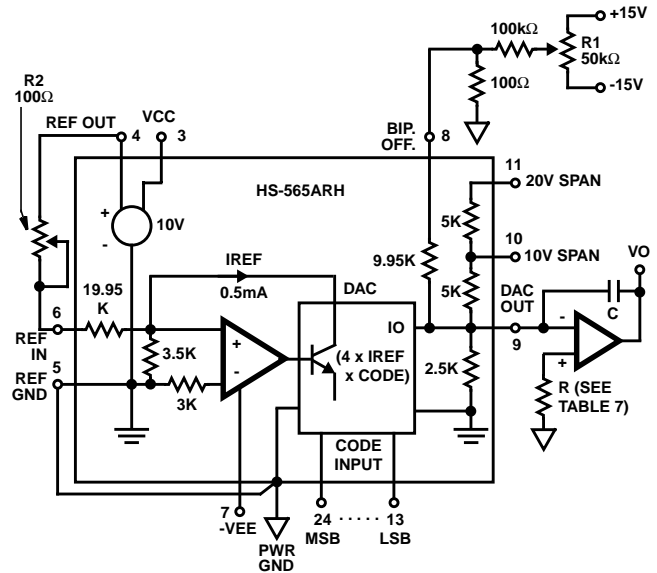 +15V
100kΩ
R1
50kΩ
100Ω
-15V
R2
100Ω
REF OUT
VCC
4
3
BIP.
OFF.
8
11
20V SPAN
HS-565ARH
+
-
10V
5K
10
10V SPAN
9.95K
5K
IREF
0.5mA
DAC
DAC
OUT
VO
19.95
K
6
REF
IN
IO
9
C
-
+
+
-
3.5K
(4 x IREF
x CODE)
2.5K
5
REF
GND
3K
R (SEE
TABLE 7)
CODE
INPUT
7
-VEE
PWR
GND
24 ····· 13
MSB LSB